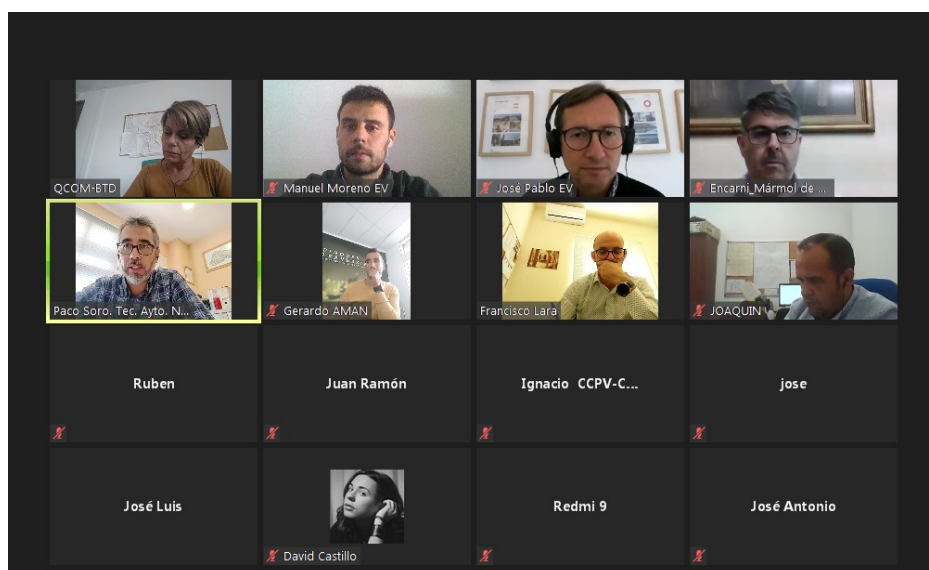 QCOM-BTD
Manuel Moreno EV
José Pablo EV
Encarni_Mármol de ...
Paco Soro. Tec. Ayto. N...
Gerardo AMAN
Francisco Lara
JOAQUIN
Ruben
Juan Ramón
Ignacio CCPV-C...
jose
José Luis
David Castillo
Redmi 9
José Antonio